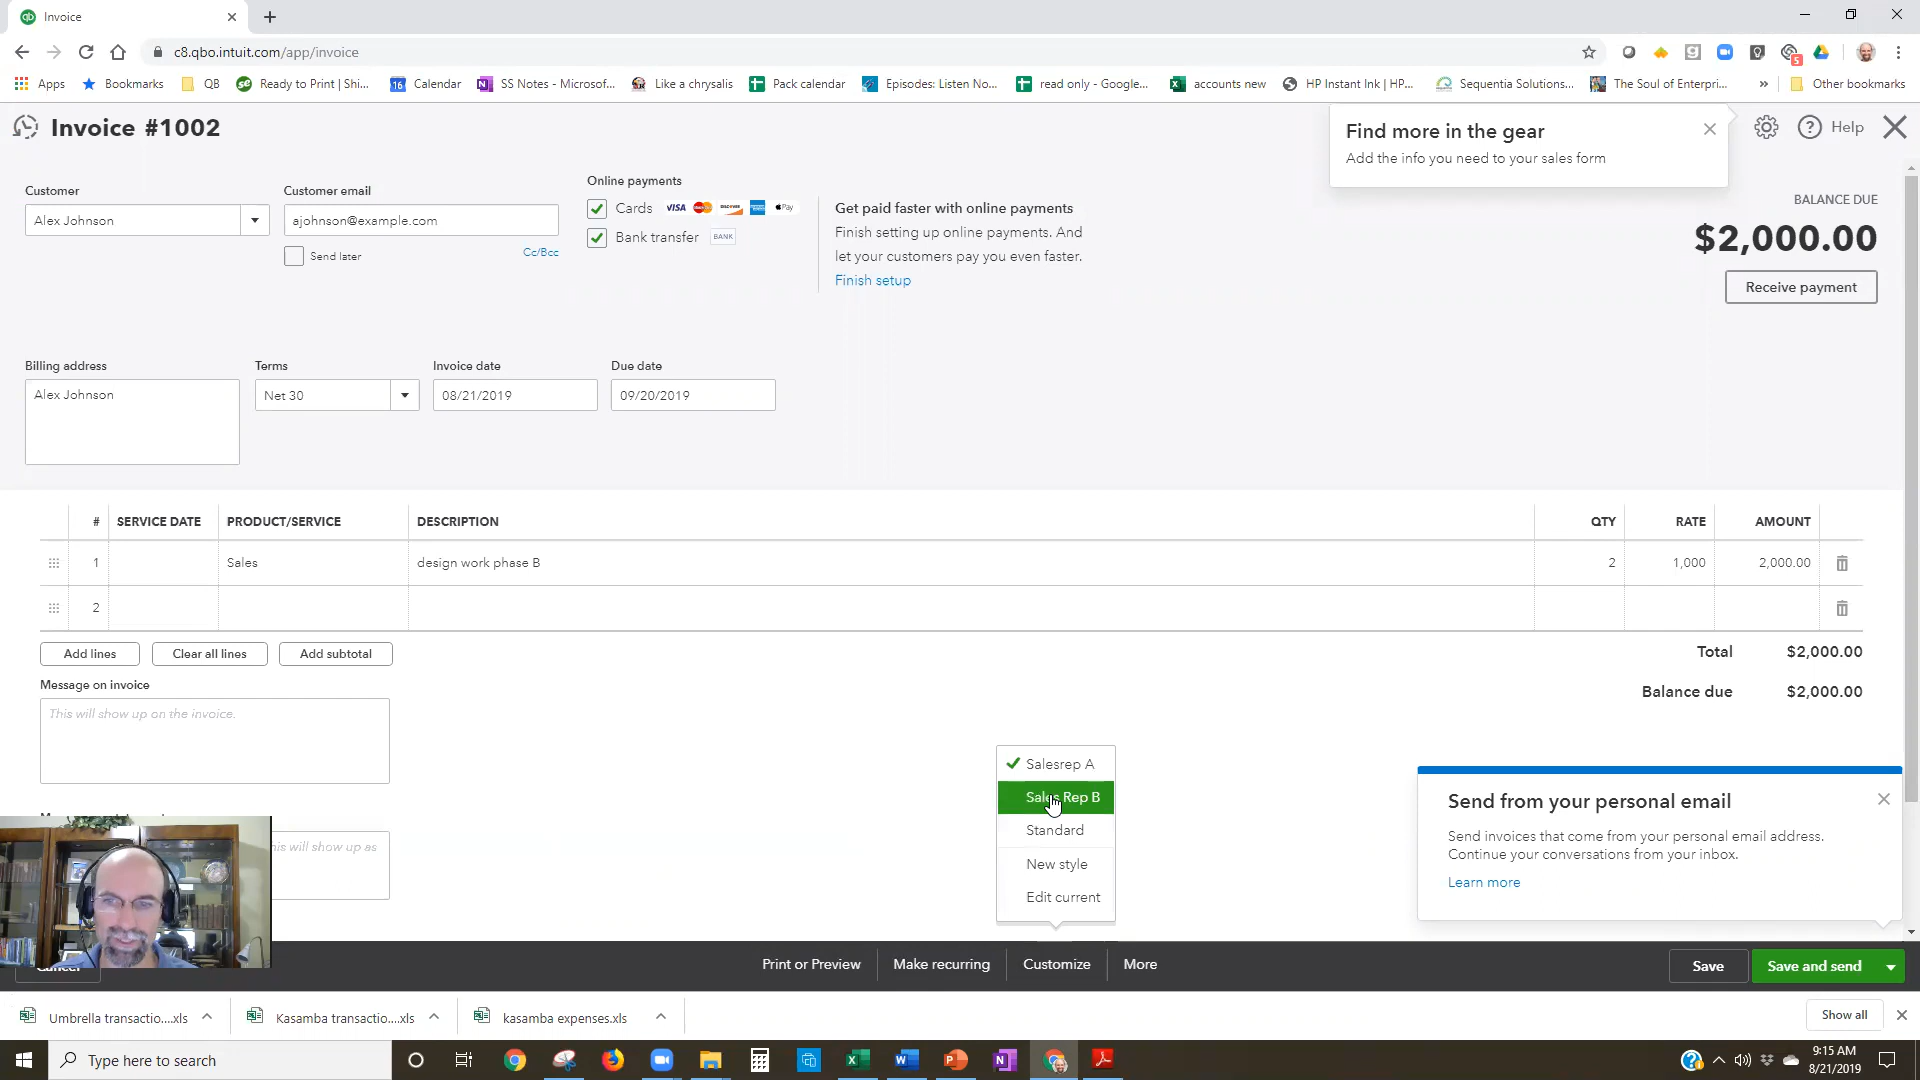 Invoice
c8.qbo.intuit.com/app/invoice
Apps
Bookmarks
QB
Ready to Print | Shi...
Calendar
SS Notes - Microsof...
Like a chrysalis
Pack calendar
Episodes: Listen No...
read only - Google...
accounts new
HP Instant Ink | HP...
Sequentia Solutions...
The Soul of Enterpri...
»
Other bookmarks
Invoice #1002
Find more in the gear
Add the info you need to your sales form
Help
Customer
Alex Johnson
Customer email
ajohnson@example.com
Send later
Cc/Bcc
Online payments
Cards VISA Pay
Bank transfer BANK
Get paid faster with online payments
Finish setting up online payments. And
let your customers pay you even faster.
Finish setup
BALANCE DUE
$2,000.00
Receive payment
Billing address
Alex Johnson
Terms
Net 30
Invoice date
08/21/2019
Due date
09/20/2019
# SERVICE DATE PRODUCT/SERVICE DESCRIPTION QTY RATE AMOUNT
1 Sales design work phase B 2 1,000 2,000.00
2
Add lines
Clear all lines
Add subtotal
Total $2,000.00
Balance due $2,000.00
Message on invoice
This will show up on the invoice.
will show up as
Salesrep A
Sales Rep B
Standard
New style
Edit current
Send from your personal email
Send invoices that come from your personal email address.
Continue your conversations from your inbox.
Learn more
Cancel
Print or Preview
Make recurring
Customize
More
Save
Save and send
Umbrella transactio....xls
Kasamba transactio....xls
kasamba expenses.xls
Show all
Type here to search
9:15 AM
8/21/2019